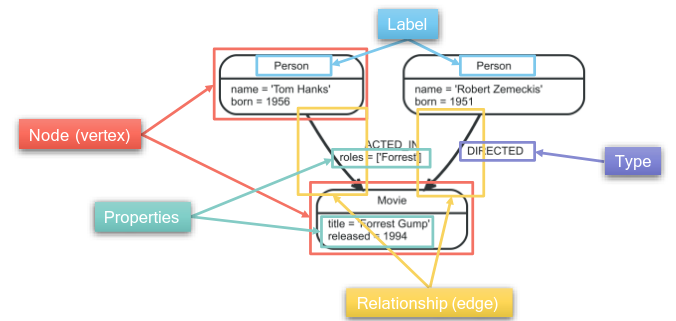 Label
Person
Person
name = 'Tom Hanks'
born = 1956
name = 'Robert Zemeckis'
born = 1951
Node (vertex)
ACTED_IN
roles = ['Forrest']
DIRECTED
Type
Movie
Properties
title = 'Forrest Gump'
released = 1994
Relationship (edge)